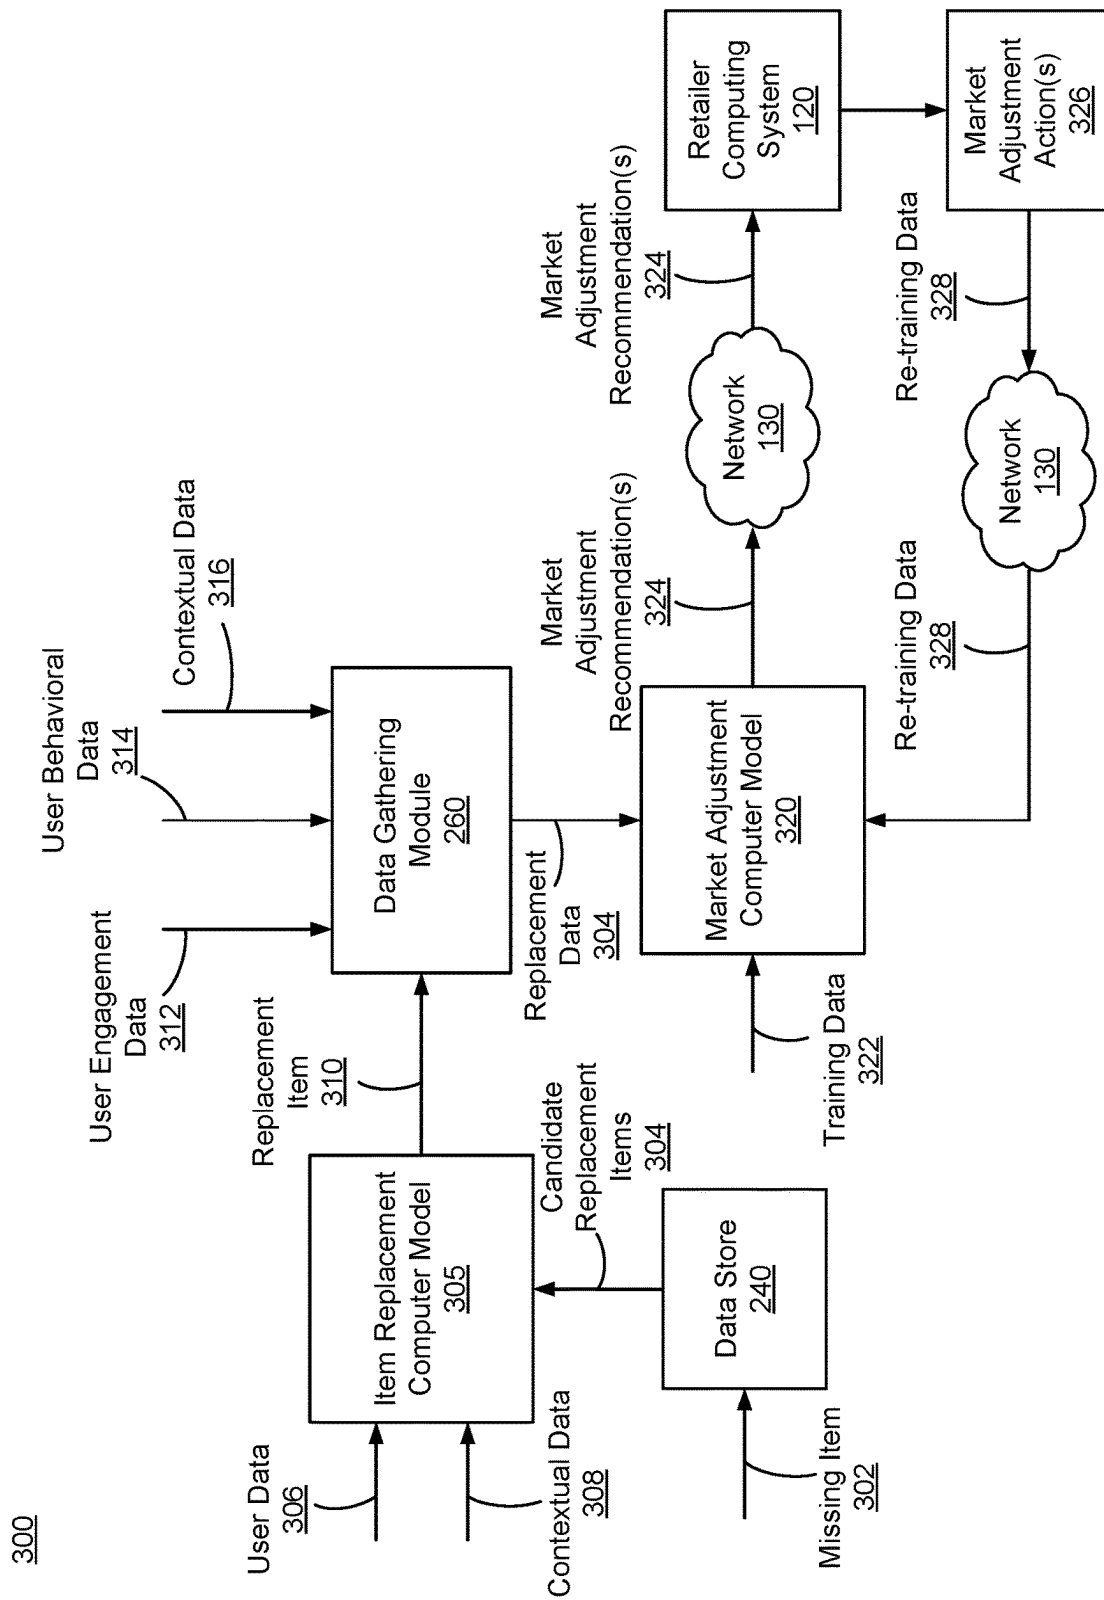 300
User Data
306
Contextual Data
308
Missing Item
302
Item Replacement
Computer Model
305
Candidate
Replacement
Items
304
Data Store
240
Replacement
Item
310
User Engagement
Data
312
User Behavioral
Data
314
Contextual Data
316
Data Gathering
Module
260
Replacement
Data
304
Training Data
322
Market Adjustment
Computer Model
320
Market
Adjustment
Recommendation(s)
324
Network
130
Market
Adjustment
Recommendation(s)
324
Retailer
Computing
System
120
Market
Adjustment
Action(s)
326
Re-training Data
328
Network
130
Re-training Data
328